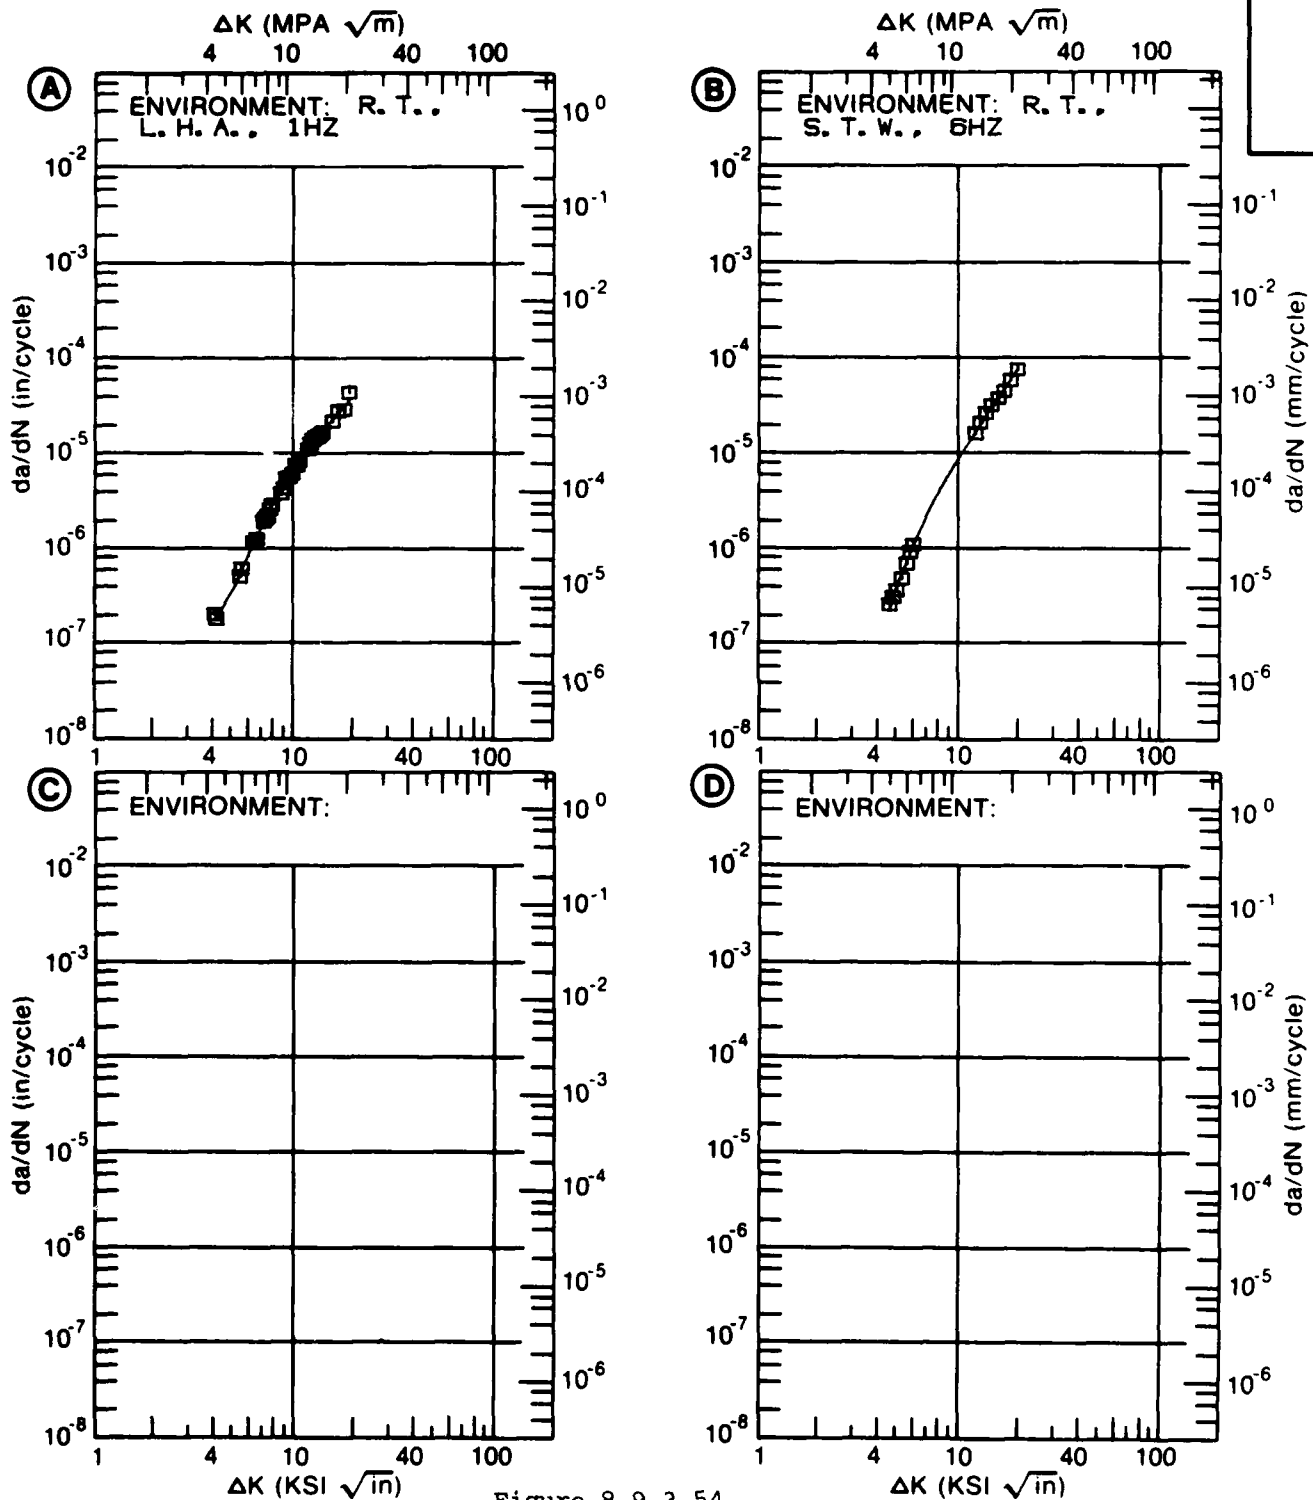 ΔK (MPA √m)
4 10 40 100
A
ENVIRONMENT: R. T. ,
L. H. A. , 1HZ
10^0
10^-2
10^-1
10^-3
10^-2
10^-4
10^-3
10^-5
10^-4
10^-6
10^-5
10^-7
10^-6
10^-8
da/dN (in/cycle)
1 4 10 40 100
ΔK (MPA √m)
4 10 40 100
B
ENVIRONMENT: R. T. ,
S. T. W. , 6HZ
10^-2
10^-1
10^-3
10^-2
10^-4
10^-3
10^-5
10^-4
10^-6
10^-5
10^-7
10^-6
10^-8
da/dN (mm/cycle)
1 4 10 40 100
C
ENVIRONMENT:
10^0
10^-2
10^-1
10^-3
10^-2
10^-4
10^-3
10^-5
10^-4
10^-6
10^-5
10^-7
10^-6
10^-8
da/dN (in/cycle)
1 4 10 40 100
ΔK (KSI √in)
D
ENVIRONMENT:
10^0
10^-2
10^-1
10^-3
10^-2
10^-4
10^-3
10^-5
10^-4
10^-6
10^-5
10^-7
10^-6
10^-8
da/dN (mm/cycle)
1 4 10 40 100
ΔK (KSI √in)
Figure 8.9.3.54